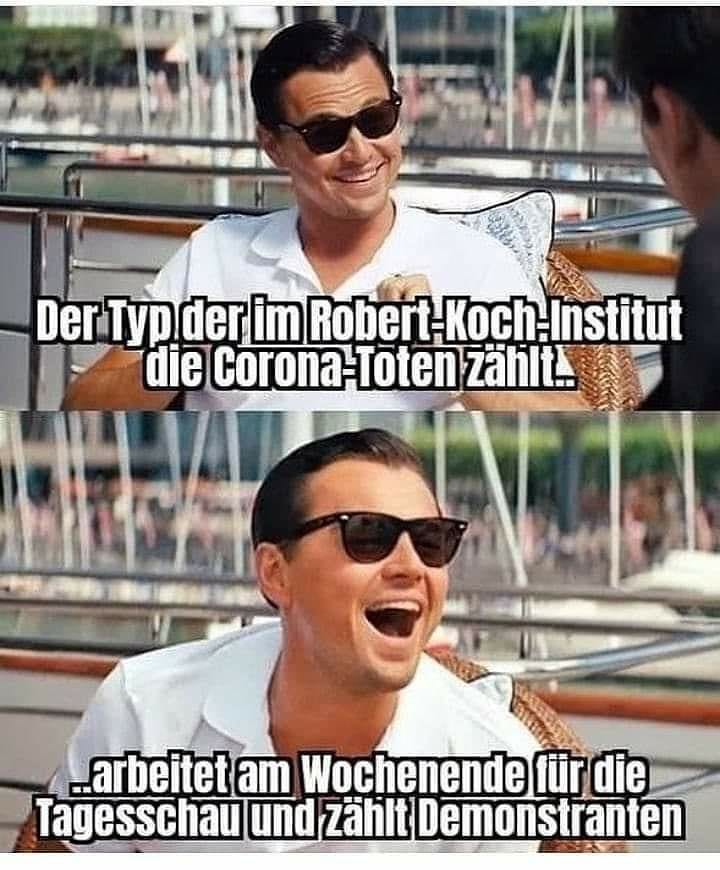 Der Typ der im Robert-Koch-Institut
die Corona-Toten zählt..
..arbeitet am Wochenende für die
Tagesschau und zählt Demonstranten